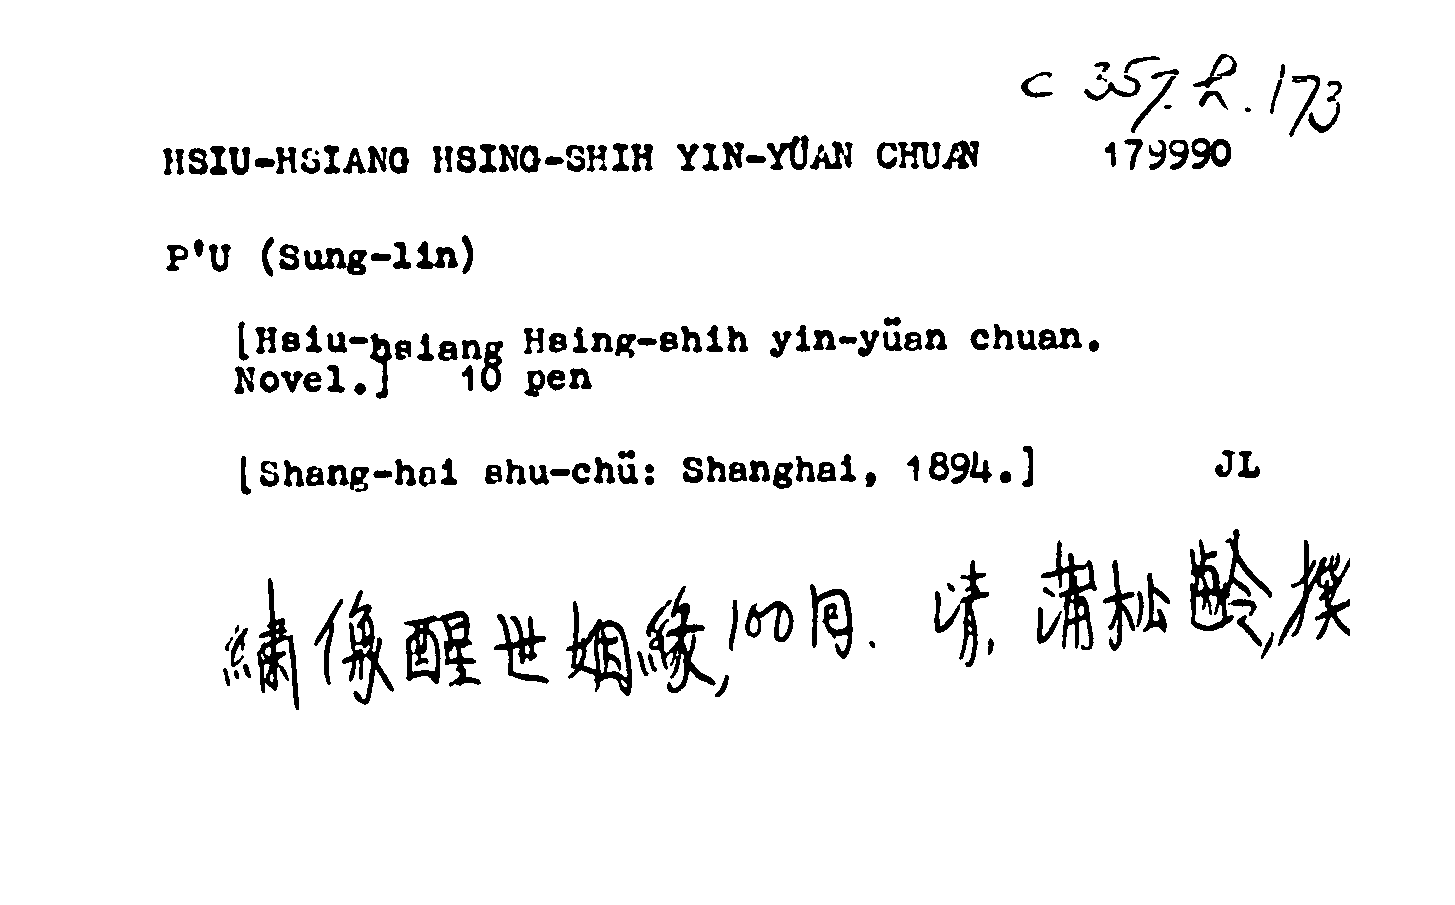 C 357. h. 173
HSIU-HSIANG HSING-SHIH YIN-YÜAN CHUAN 179990
P'U (Sung-lin)
[Hsiu-hsiang Hsing-shih yin-yüan chuan.
Novel.] 10 pen
[Shang-hai shu-chü: Shanghai, 1894.] JL
繡像醒世姻緣, 100囘. 清, 蒲松齡, 撰